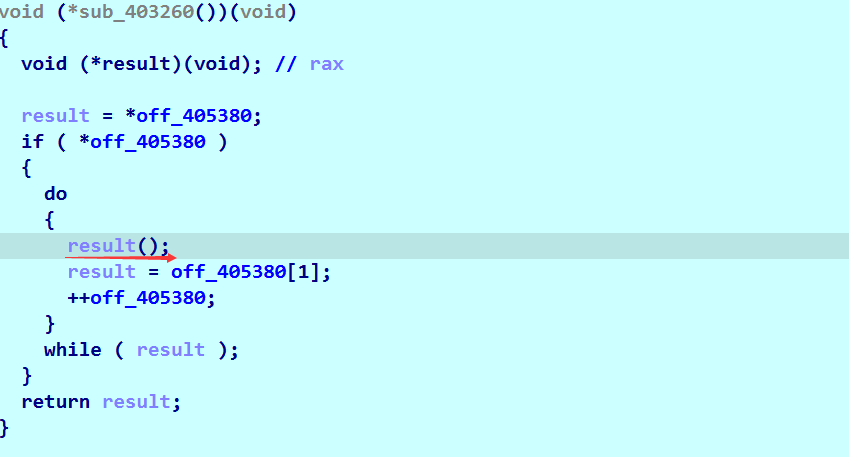 void (*sub_403260())(void)
{
  void (*result)(void); // rax

  result = *off_405380;
  if ( *off_405380 )
  {
    do
    {
      result();
      result = off_405380[1];
      ++off_405380;
    }
    while ( result );
  }
  return result;
}